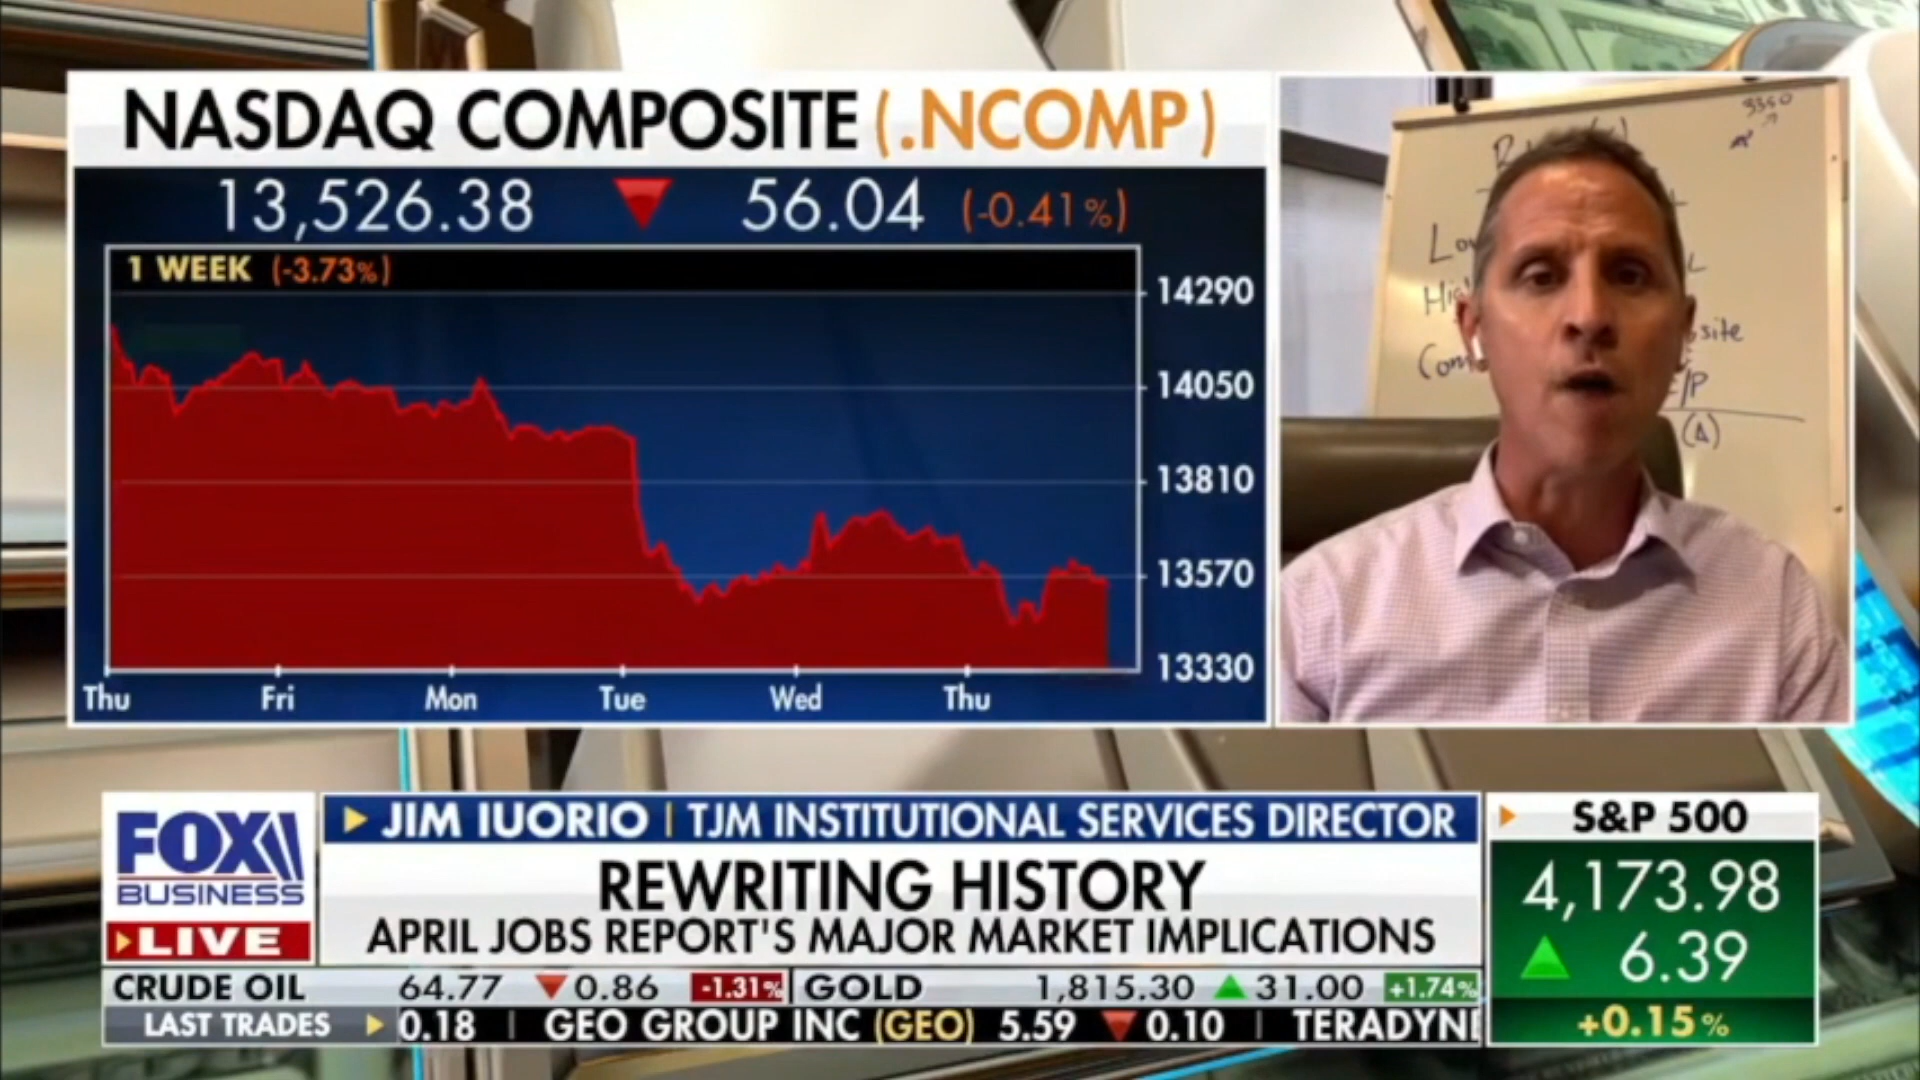 NASDAQ COMPOSITE (.NCOMP)
13,526.38 ▼ 56.04 (-0.41%)
1 WEEK (-3.73%)
14290
14050
13810
13570
13330
Thu Fri Mon Tue Wed Thu
3350
site
E/P
(Δ)
FOX
BUSINESS
LIVE
JIM IUORIO | TJM INSTITUTIONAL SERVICES DIRECTOR
REWRITING HISTORY
APRIL JOBS REPORT'S MAJOR MARKET IMPLICATIONS
S&P 500
4,173.98
▲ 6.39
+0.15%
CRUDE OIL 64.77 ▼ 0.86 -1.31% GOLD 1,815.30 ▲ 31.00 +1.74%
LAST TRADES 0.18 | GEO GROUP INC (GEO) 5.59 ▼ 0.10 | TERADYN